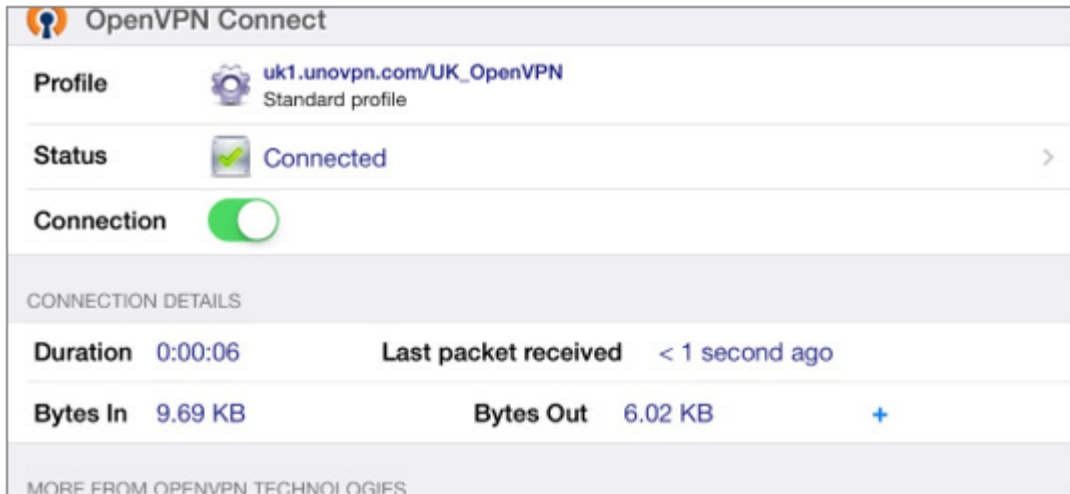 OpenVPN Connect
Profile uk1.unovpn.com/UK_OpenVPN
Standard profile
Status Connected
Connection
CONNECTION DETAILS
Duration 0:00:06 Last packet received < 1 second ago
Bytes In 9.69 KB Bytes Out 6.02 KB +
MORE FROM OPENVPN TECHNOLOGIES